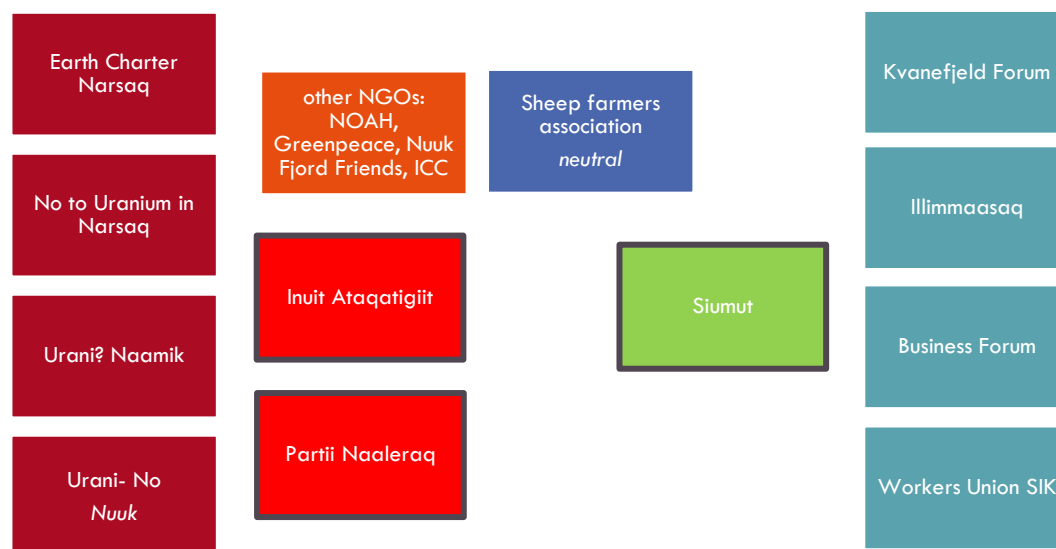 Earth Charter
Narsaq
No to Uranium in
Narsaq
Urani? Naamik
Urani- No
Nuuk
other NGOs:
NOAH,
Greenpeace, Nuuk
Fjord Friends, ICC
Inuit Ataqatigiit
Partii Naaleraq
Sheep farmers
association
neutral
Siumut
Kvanefjeld Forum
Illimmaasaq
Business Forum
Workers Union SIK